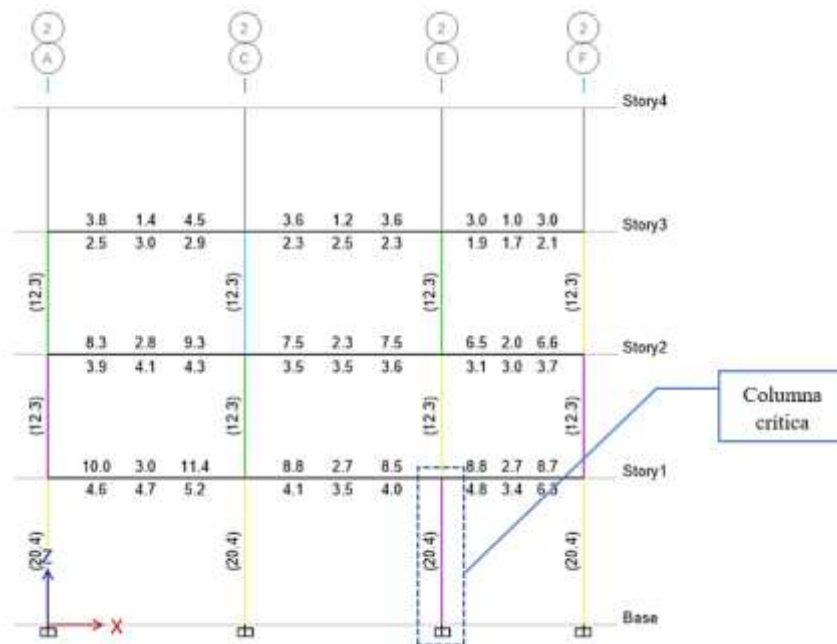 2 2 2 2
A C E F
Story4
3.8 1.4 4.5 3.6 1.2 3.6 3.0 1.0 3.0
Story3
2.5 3.0 2.9 2.3 2.5 2.3 1.9 1.7 2.1
(12.3) (12.3) (12.3) (12.3)
8.3 2.8 9.3 7.5 2.3 7.5 6.5 2.0 6.6
Story2
3.9 4.1 4.3 3.5 3.5 3.6 3.1 3.0 3.7
(12.3) (12.3) (12.3) (12.3)
Columna
crítica
10.0 3.0 11.4 8.8 2.7 8.5 8.8 2.7 8.7
Story1
4.6 4.7 5.2 4.1 3.5 4.0 4.8 3.4
(20.4) (20.4) (20.4) (20.4)
Z
X
Base